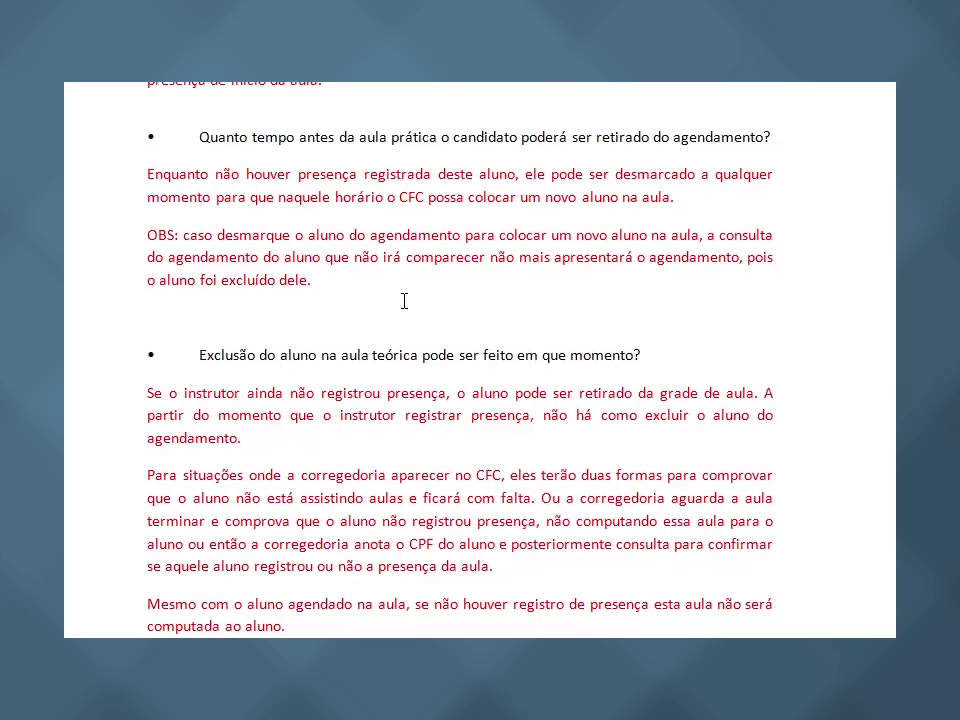 presença de início da aula.
• Quanto tempo antes da aula prática o candidato poderá ser retirado do agendamento?
Enquanto não houver presença registrada deste aluno, ele pode ser desmarcado a qualquer
momento para que naquele horário o CFC possa colocar um novo aluno na aula.
OBS: caso desmarque o aluno do agendamento para colocar um novo aluno na aula, a consulta
do agendamento do aluno que não irá comparecer não mais apresentará o agendamento, pois
o aluno foi excluído dele.
• Exclusão do aluno na aula teórica pode ser feito em que momento?
Se o instrutor ainda não registrou presença, o aluno pode ser retirado da grade de aula. A
partir do momento que o instrutor registrar presença, não há como excluir o aluno do
agendamento.
Para situações onde a corregedoria aparecer no CFC, eles terão duas formas para comprovar
que o aluno não está assistindo aulas e ficará com falta. Ou a corregedoria aguarda a aula
terminar e comprova que o aluno não registrou presença, não computando essa aula para o
aluno ou então a corregedoria anota o CPF do aluno e posteriormente consulta para confirmar
se aquele aluno registrou ou não a presença da aula.
Mesmo com o aluno agendado na aula, se não houver registro de presença esta aula não será
computada ao aluno.